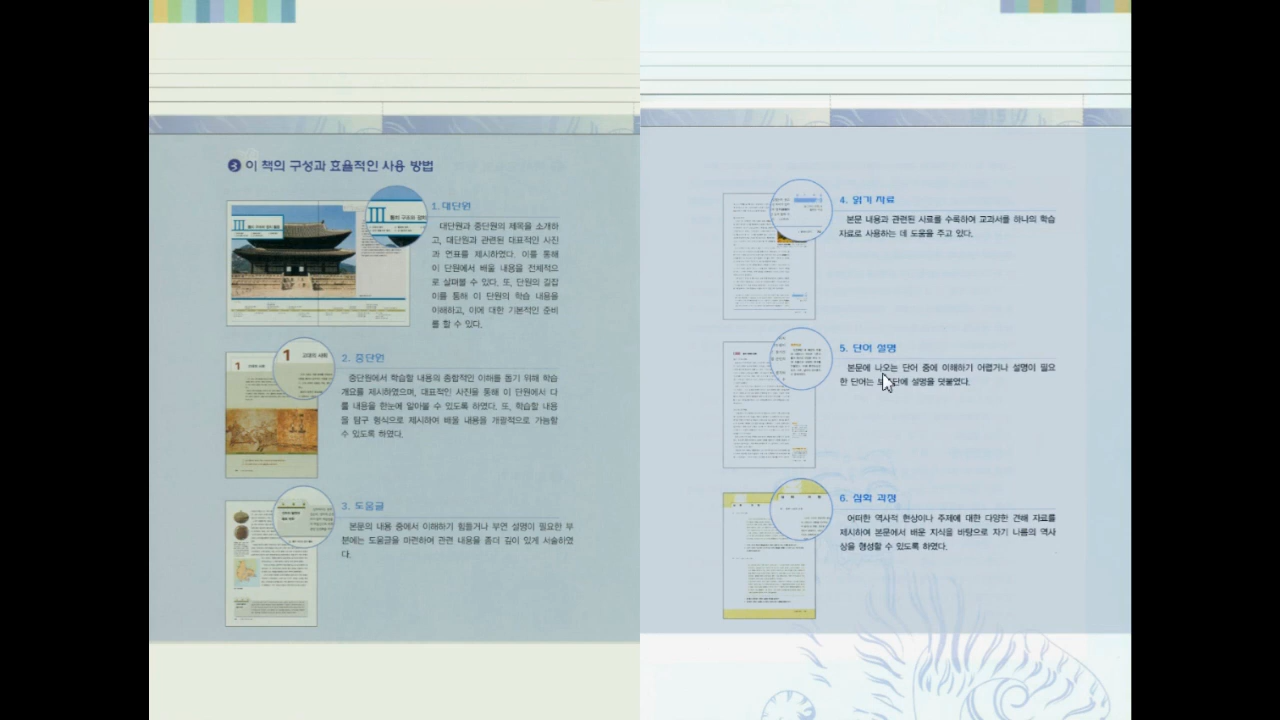 3 이 책의 구성과 효율적인 사용 방법
1. 대단원
대단원과 중단원의 제목을 소개하
고, 대단원과 관련된 대표적인 사진
과 연표를 제시하였다. 이를 통해
이 단원에서 배울 내용을 전체적으
로 살펴볼 수 있다. 또, 단원의 길잡
이를 통해 이 단원의 학습 내용을
이해하고, 이에 대한 기본적인 준비
를 할 수 있다.
2. 중단원
중단원에서 학습할 내용의 종합적인 이해를 돕기 위해 학습
개요를 제시하였으며, 대표적인 사진을 통해 이 단원에서 다
룰 내용을 한눈에 알아볼 수 있도록 하였다. 또, 학습할 내용
을 탐구 형식으로 제시하여 배울 내용을 개괄적으로 가늠할
수 있도록 하였다.
3. 도움글
본문의 내용 중에서 이해하기 힘들거나 부연 설명이 필요한 부
분에는 도움글을 마련하여 관련 내용을 좀더 깊이 있게 서술하였
다.
4. 읽기 자료
본문 내용과 관련된 사료를 수록하여 교과서를 하나의 학습
자료로 사용하는 데 도움을 주고 있다.
5. 단어 설명
본문에 나오는 단어 중에 이해하기 어렵거나 설명이 필요
한 단어는 설명을 덧붙였다.
6. 심화 과정
어떠한 역사적 현상이나 주제에 대한 다양한 견해 자료를
제시하여 본문에서 배운 지식을 바탕으로 자기 나름의 역사
상을 형성할 수 있도록 하였다.